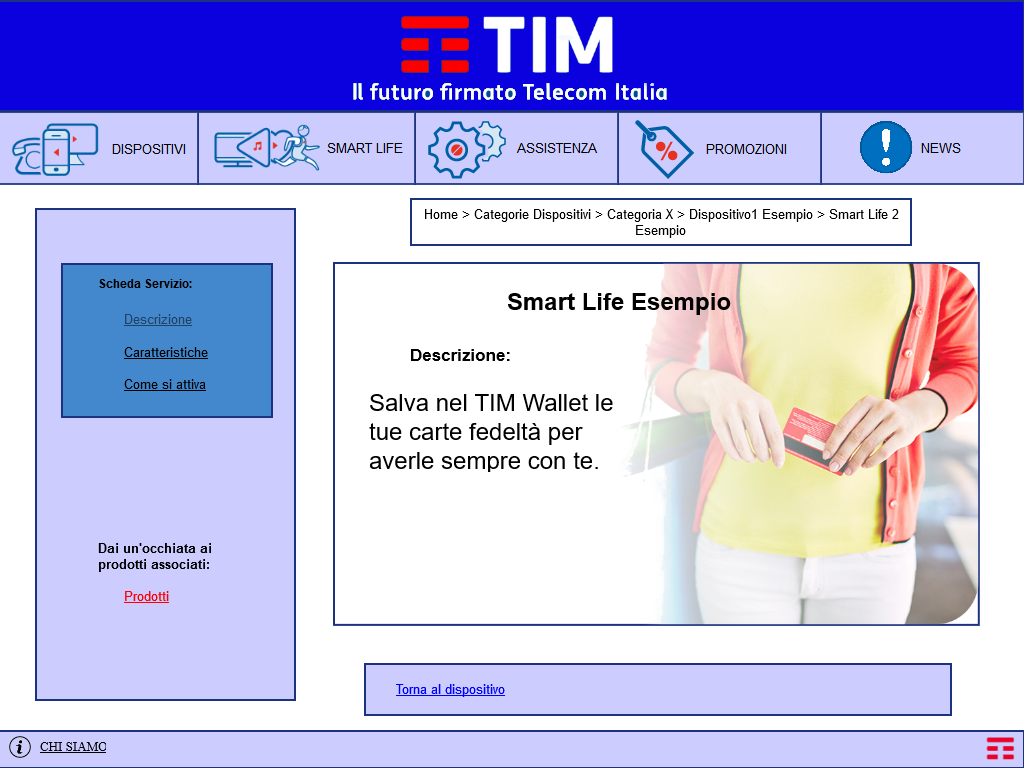 TIM
Il futuro firmato Telecom Italia
DISPOSITIVI
SMART LIFE
ASSISTENZA
PROMOZIONI
NEWS
Home > Categorie Dispositivi > Categoria X > Dispositivo1 Esempio > Smart Life 2
Esempio
Scheda Servizio:
Descrizione
Caratteristiche
Come si attiva
Dai un'occhiata ai
prodotti associati:
Prodotti
Smart Life Esempio
Descrizione:
Salva nel TIM Wallet le
tue carte fedeltà per
averle sempre con te.
Torna al dispositivo
CHI SIAMO